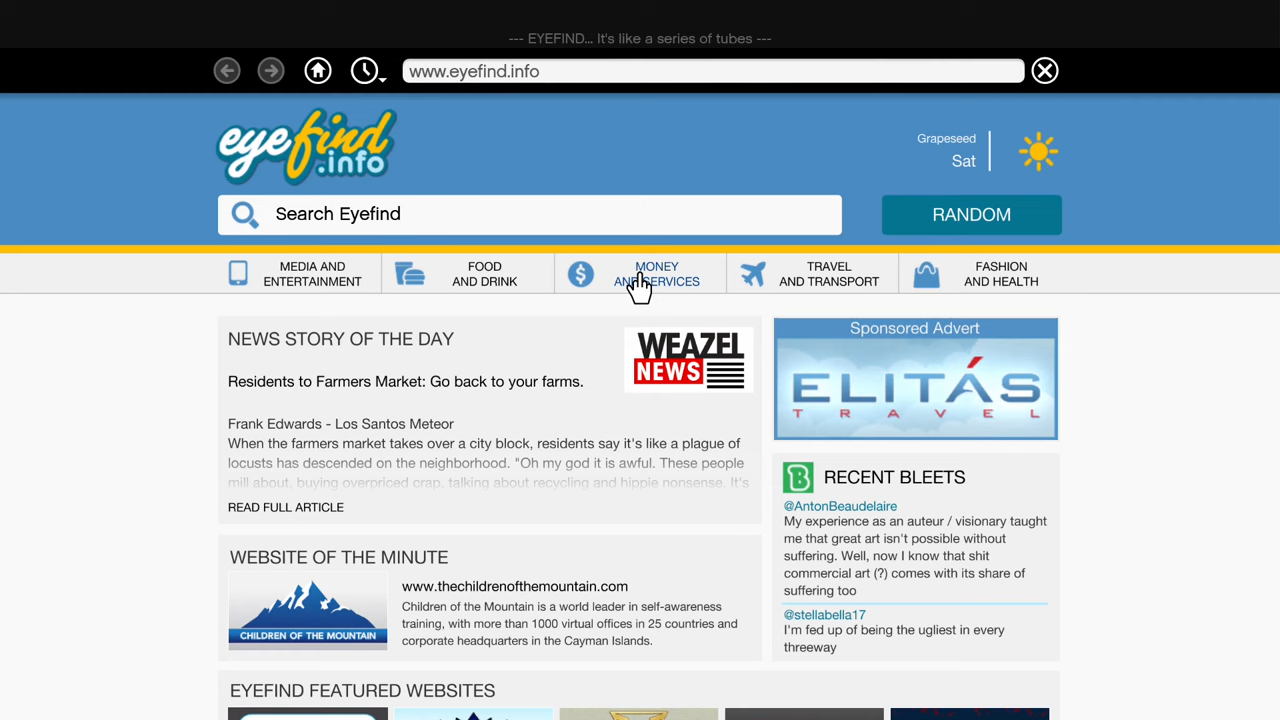 --- EYEFIND... It's like a series of tubes ---
www.eyefind.info
eyefind
.info
Grapeseed
Sat
Search Eyefind
RANDOM
MEDIA AND
ENTERTAINMENT
FOOD
AND DRINK
MONEY
AND SERVICES
TRAVEL
AND TRANSPORT
FASHION
AND HEALTH
NEWS STORY OF THE DAY
WEAZEL
NEWS
Residents to Farmers Market: Go back to your farms.
Frank Edwards - Los Santos Meteor
When the farmers market takes over a city block, residents say it's like a plague of
locusts has descended on the neighborhood. "Oh my god it is awful. These people
mill about, buying overpriced crap, talking about recycling and hippie nonsense. It's
READ FULL ARTICLE
Sponsored Advert
ELITÁS
TRAVEL
B
RECENT BLEETS
@AntonBeaudelaire
My experience as an auteur / visionary taught
me that great art isn't possible without
suffering. Well, now I know that shit
commercial art (?) comes with its share of
suffering too
@stellabella17
I'm fed up of being the ugliest in every
threeway
WEBSITE OF THE MINUTE
CHILDREN OF THE MOUNTAIN
www.thechildrenofthemountain.com
Children of the Mountain is a world leader in self-awareness
training, with more than 1000 virtual offices in 25 countries and
corporate headquarters in the Cayman Islands.
EYEFIND FEATURED WEBSITES